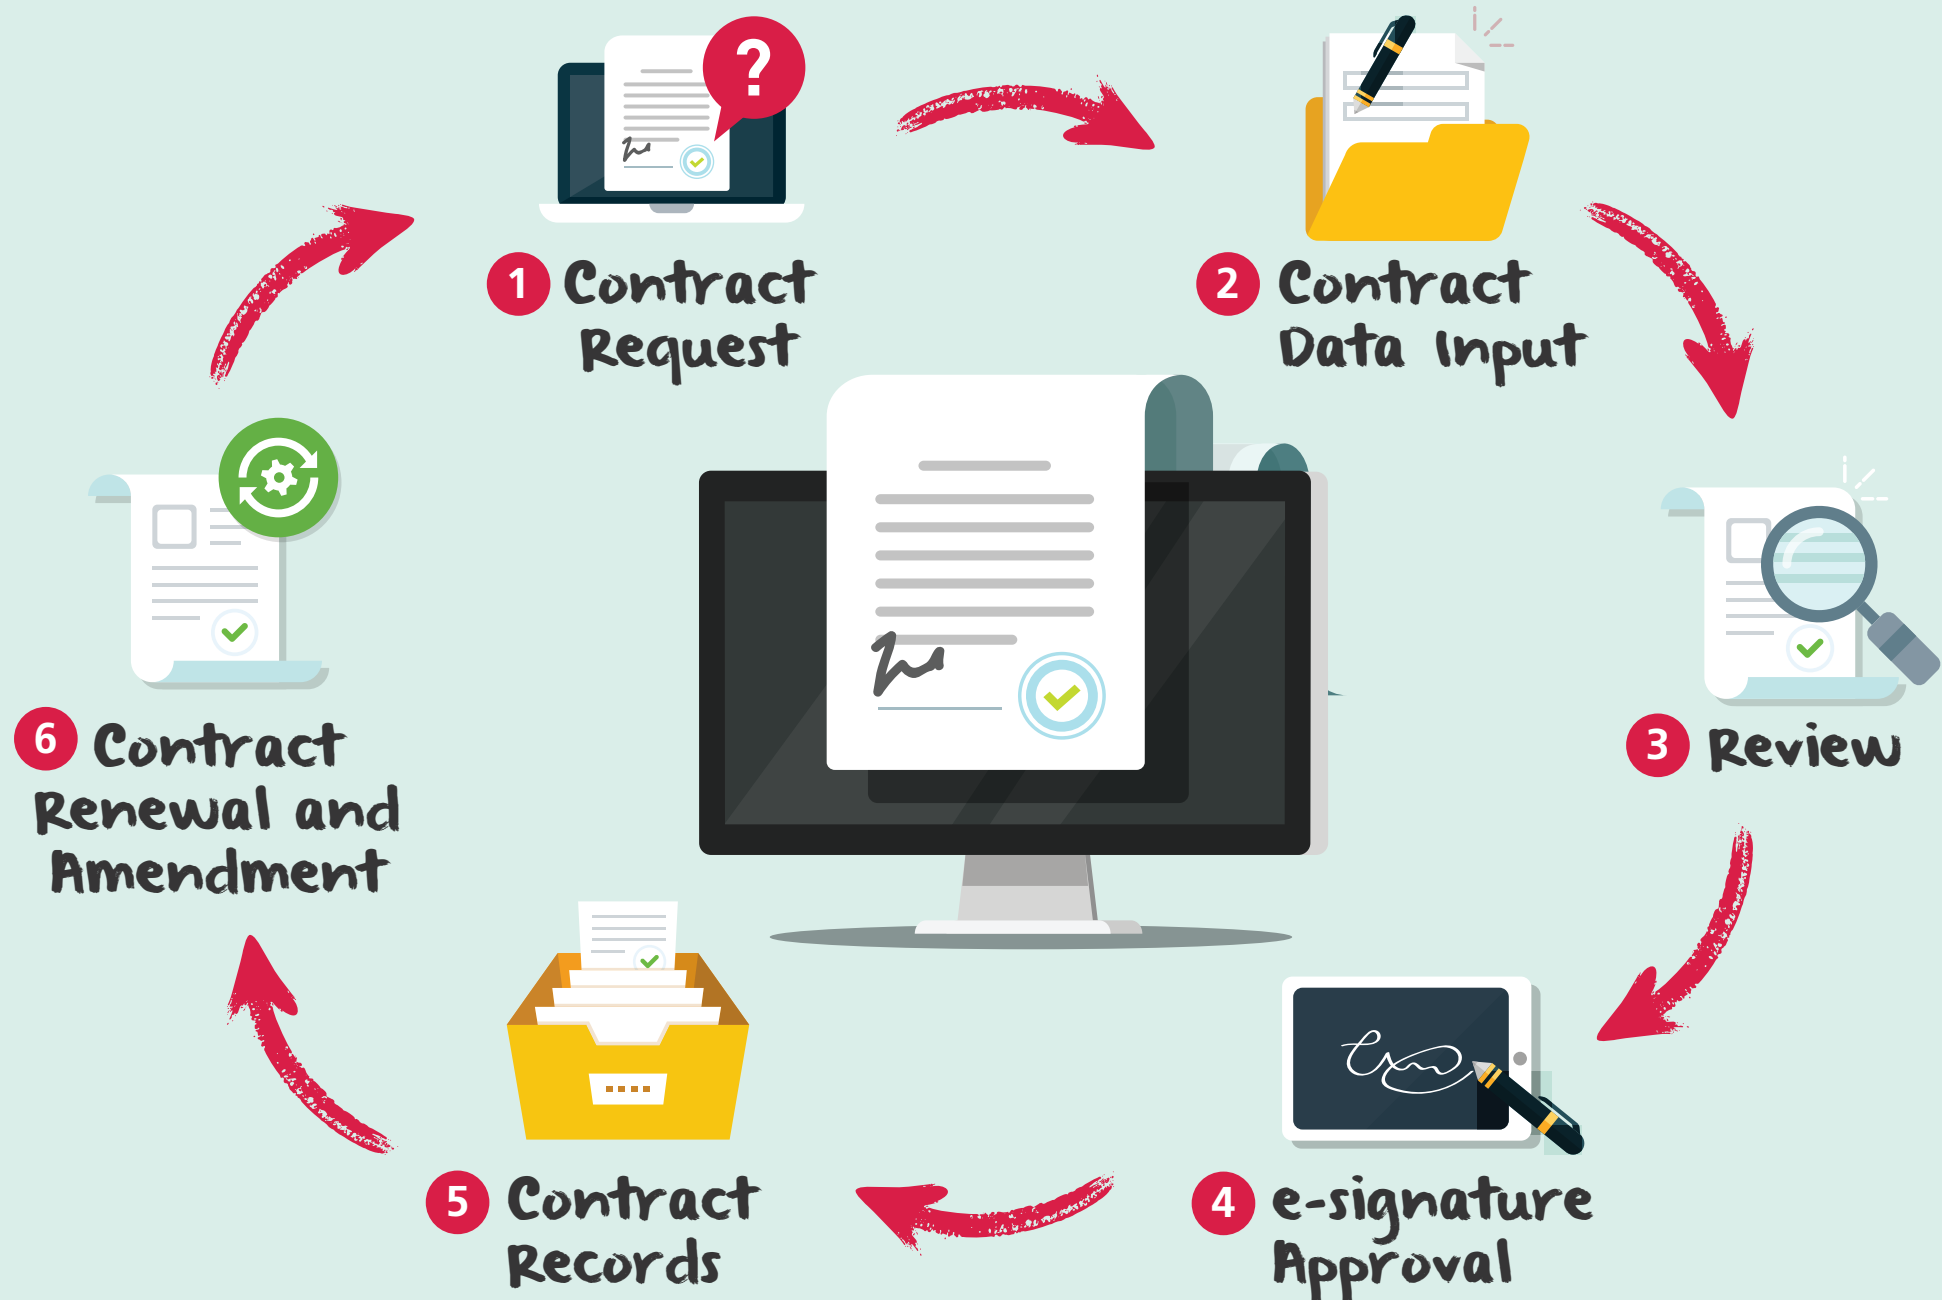 ?
1 Contract
Request
2 Contract
Data Input
3 Review
4 e-signature
Approval
5 Contract
Records
6 Contract
Renewal and
Amendment